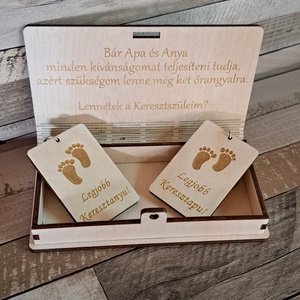 Bár Apa és Anya
minden kívánságomat teljesíteni tudja,
azért szükségem lenne még két őrangyalra.
Lennétek a Keresztszüleim?
Legjobb
Keresztanyu!
Legjobb
Keresztapu!